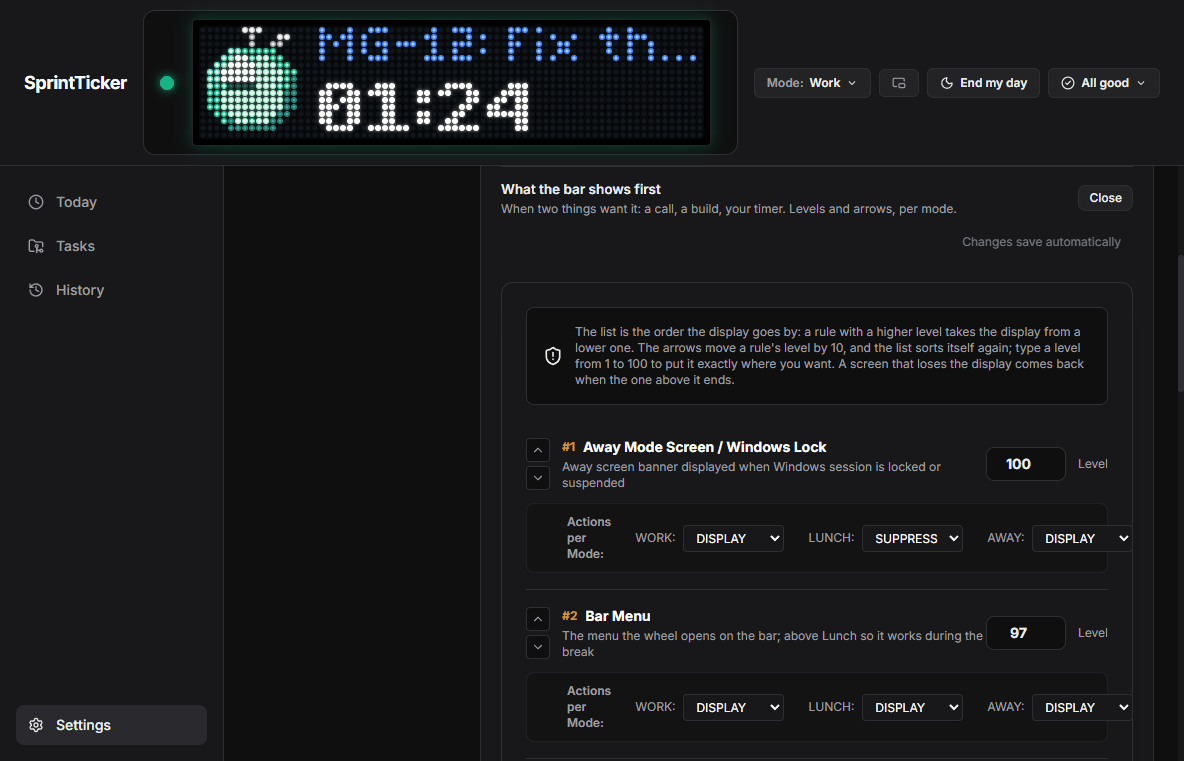 SprintTicker
MG-12: Fix th...
01:24
Mode: Work
End my day
All good
Today
Tasks
History
Settings
What the bar shows first
When two things want it: a call, a build, your timer. Levels and arrows, per mode.
Close
Changes save automatically
The list is the order the display goes by: a rule with a higher level takes the display from a
lower one. The arrows move a rule's level by 10, and the list sorts itself again; type a level
from 1 to 100 to put it exactly where you want. A screen that loses the display comes back
when the one above it ends.
#1 Away Mode Screen / Windows Lock
Away screen banner displayed when Windows session is locked or
suspended
100 Level
Actions
per
Mode:
WORK: DISPLAY LUNCH: SUPPRESS AWAY: DISPLAY
#2 Bar Menu
The menu the wheel opens on the bar; above Lunch so it works during the
break
97 Level
Actions
per
Mode:
WORK: DISPLAY LUNCH: DISPLAY AWAY: DISPLAY